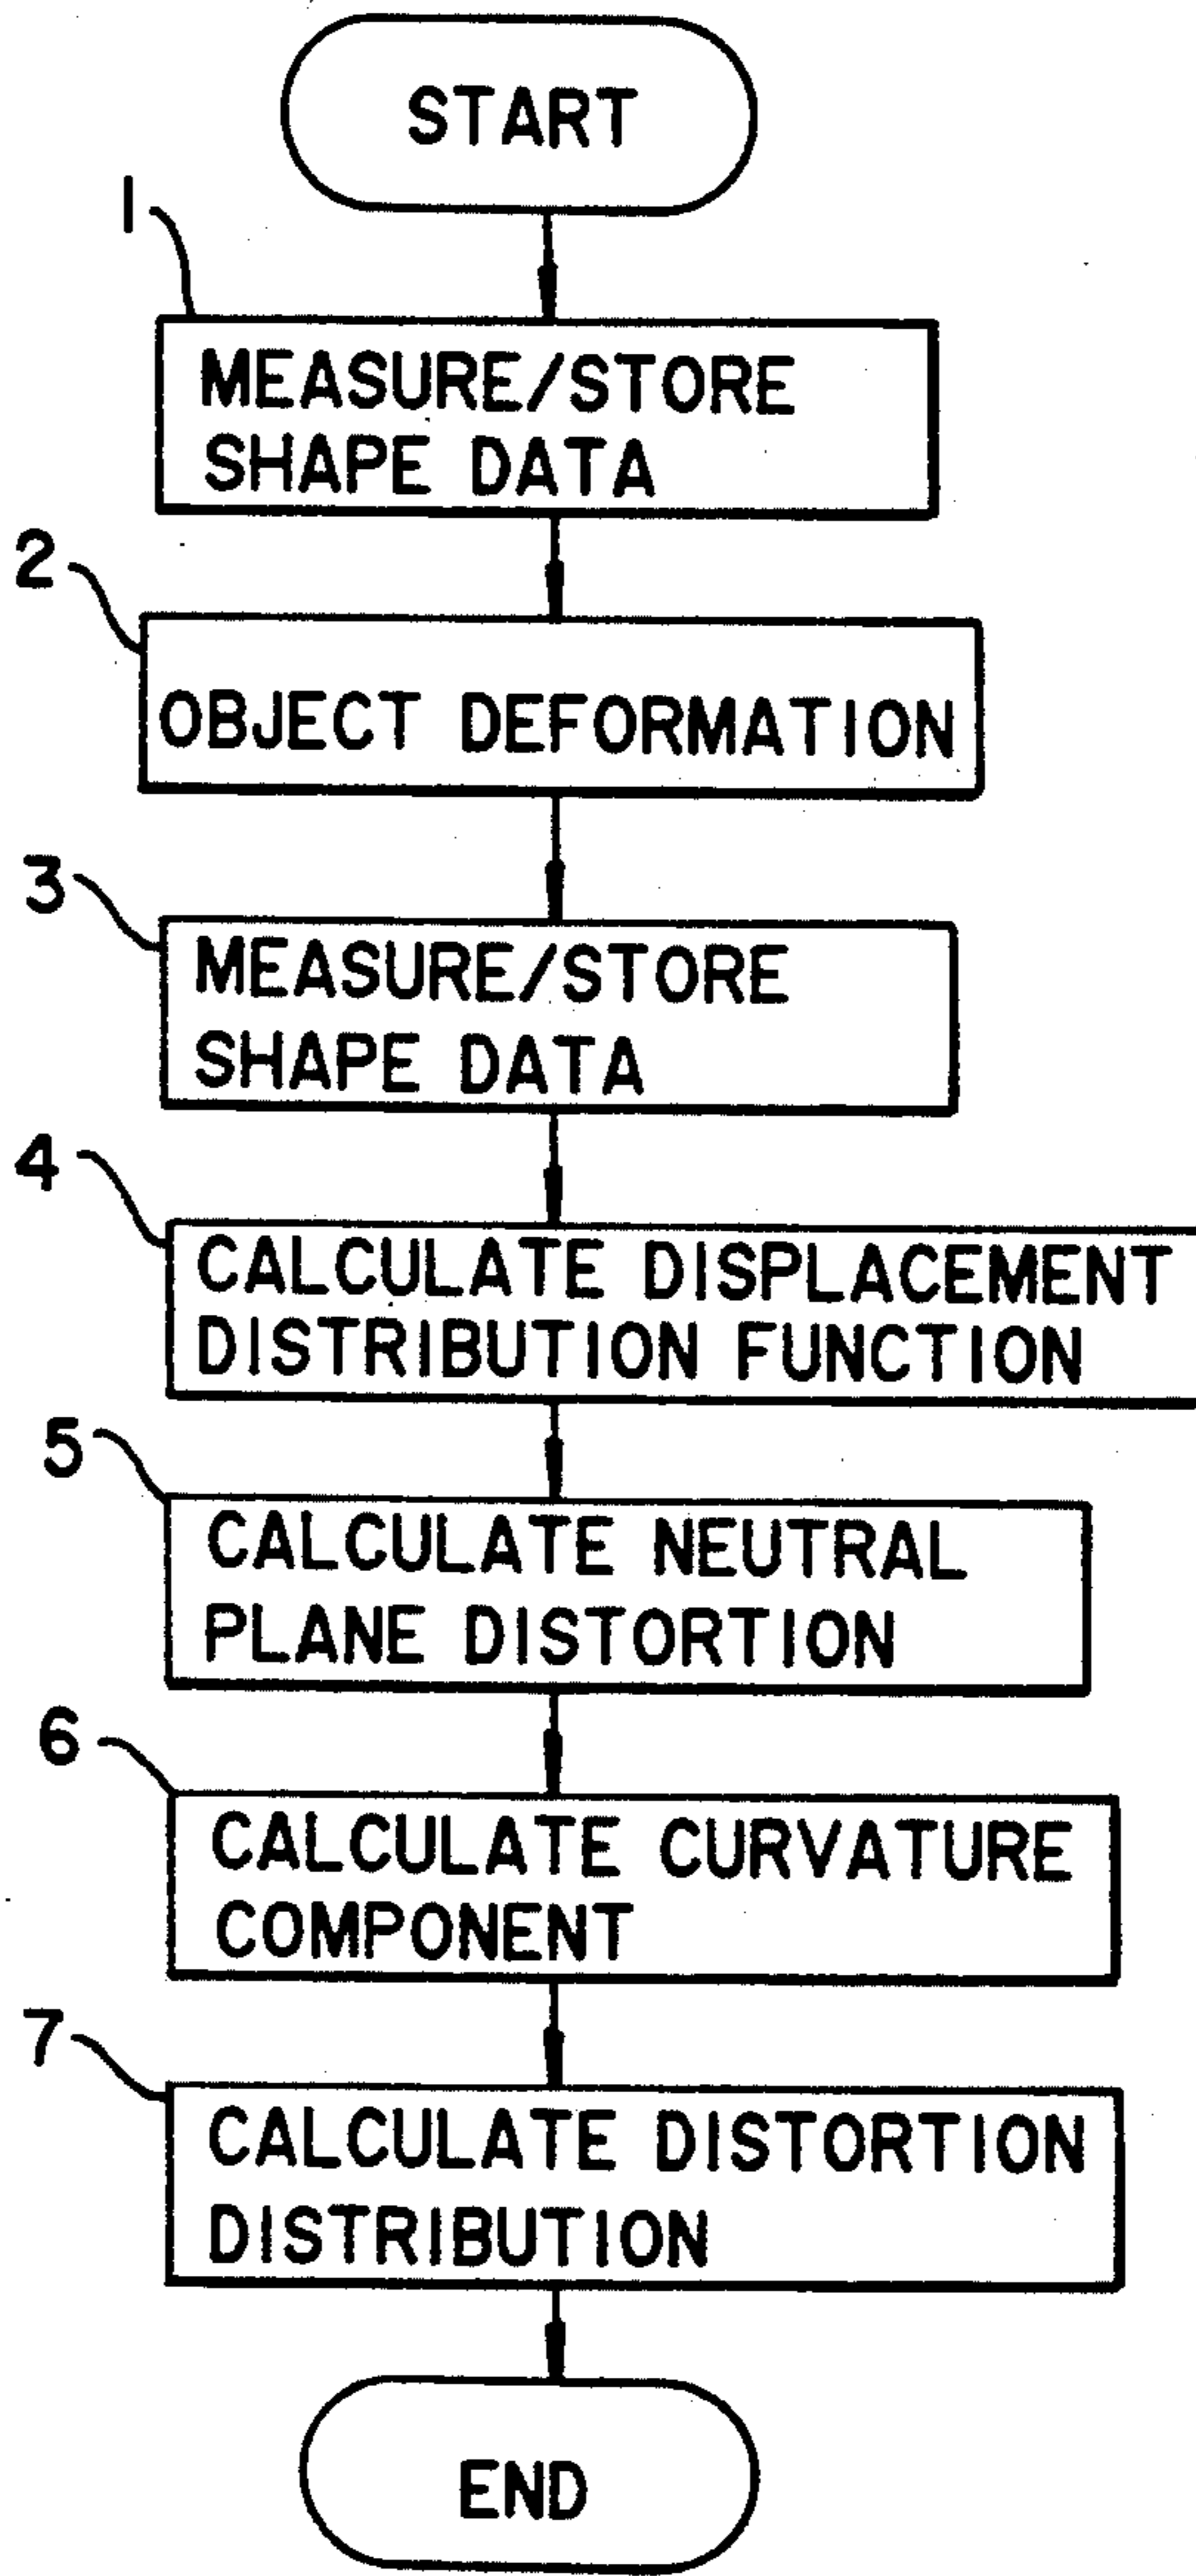 START
1
MEASURE/STORE
SHAPE DATA
2
OBJECT DEFORMATION
3
MEASURE/STORE
SHAPE DATA
4
CALCULATE DISPLACEMENT
DISTRIBUTION FUNCTION
5
CALCULATE NEUTRAL
PLANE DISTORTION
6
CALCULATE CURVATURE
COMPONENT
7
CALCULATE DISTORTION
DISTRIBUTION
END